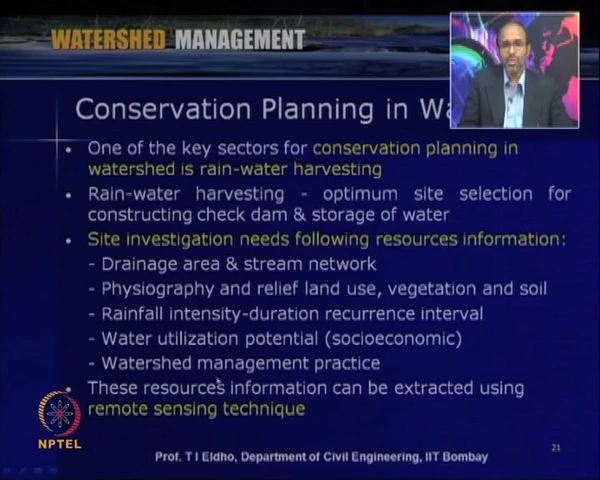 WATERSHED MANAGEMENT
Conservation Planning in Wa
• One of the key sectors for conservation planning in
watershed is rain-water harvesting
• Rain-water harvesting - optimum site selection for
constructing check dam & storage of water
• Site investigation needs following resources information:
- Drainage area & stream network
- Physiography and relief land use, vegetation and soil
- Rainfall intensity-duration recurrence interval
- Water utilization potential (socioeconomic)
- Watershed management practice
• These resources information can be extracted using
remote sensing technique
NPTEL
Prof. T I Eldho, Department of Civil Engineering, IIT Bombay
21